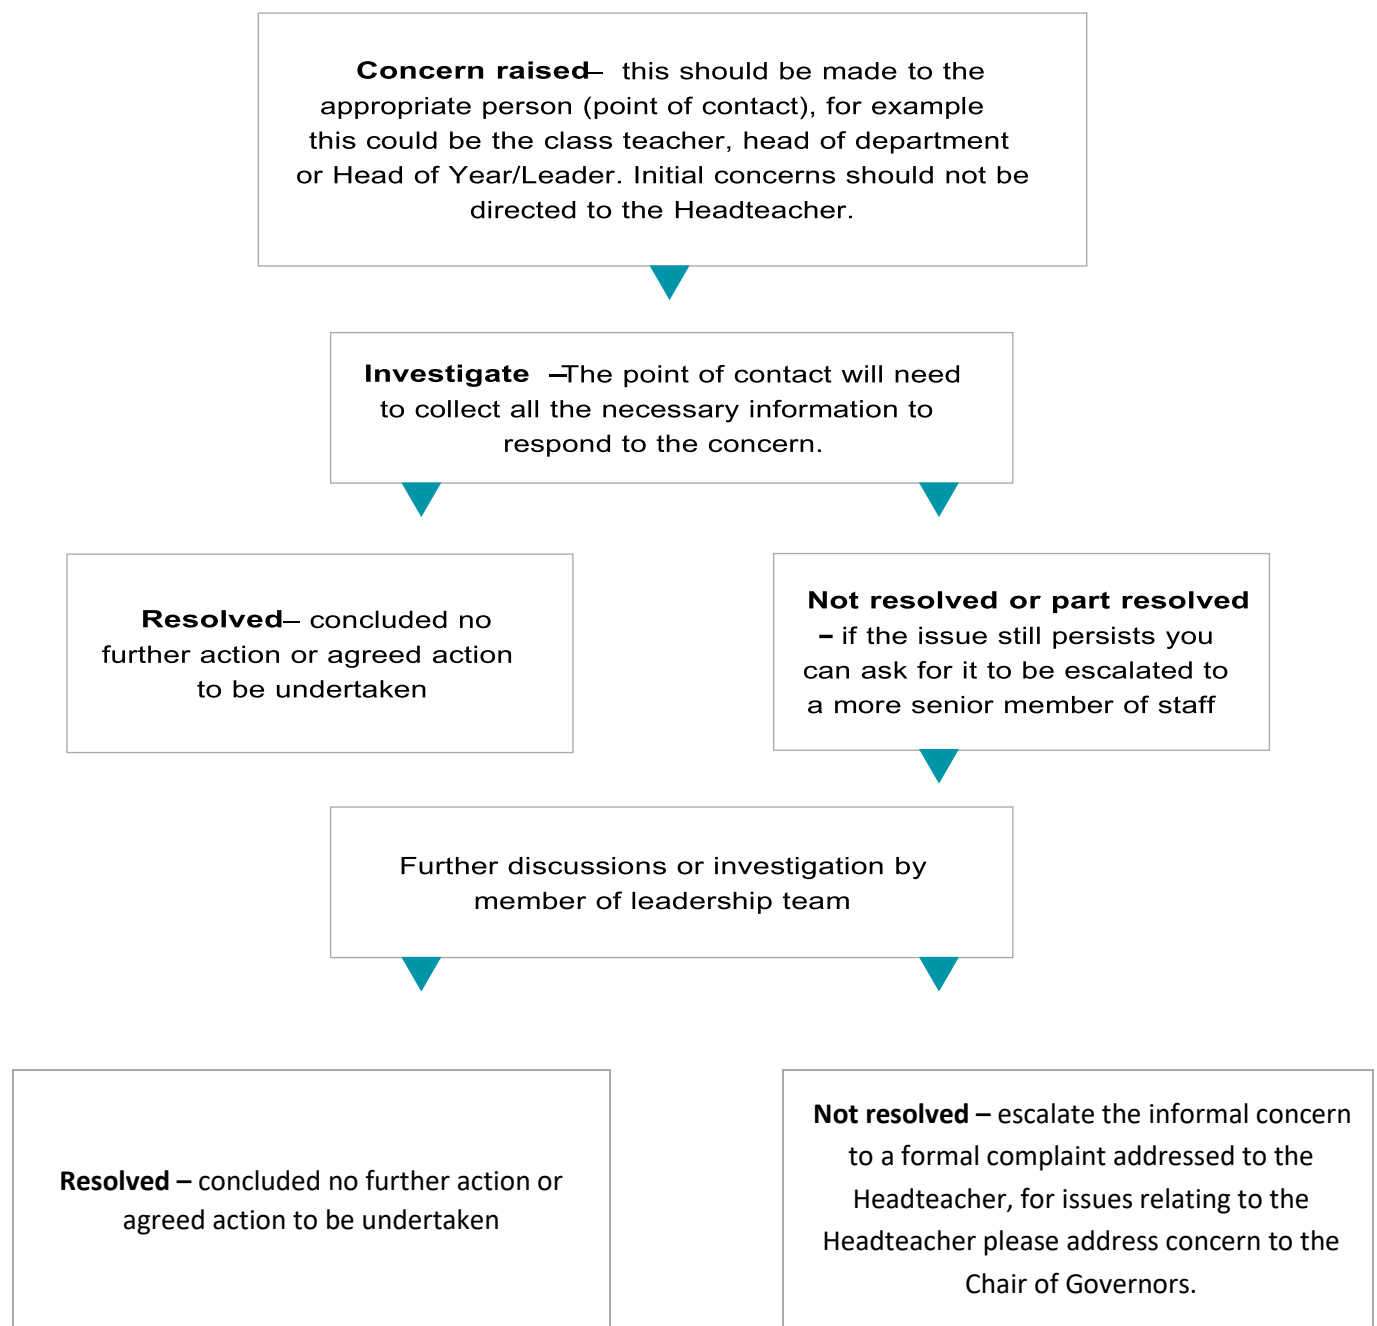 Concern raised– this should be made to the
appropriate person (point of contact), for example
this could be the class teacher, head of department
or Head of Year/Leader. Initial concerns should not be
directed to the Headteacher.
Investigate –The point of contact will need
to collect all the necessary information to
respond to the concern.
Resolved– concluded no
further action or agreed action
to be undertaken
Not resolved or part resolved
– if the issue still persists you
can ask for it to be escalated to
a more senior member of staff
Further discussions or investigation by
member of leadership team
Resolved – concluded no further action or
agreed action to be undertaken
Not resolved – escalate the informal concern
to a formal complaint addressed to the
Headteacher, for issues relating to the
Headteacher please address concern to the
Chair of Governors.